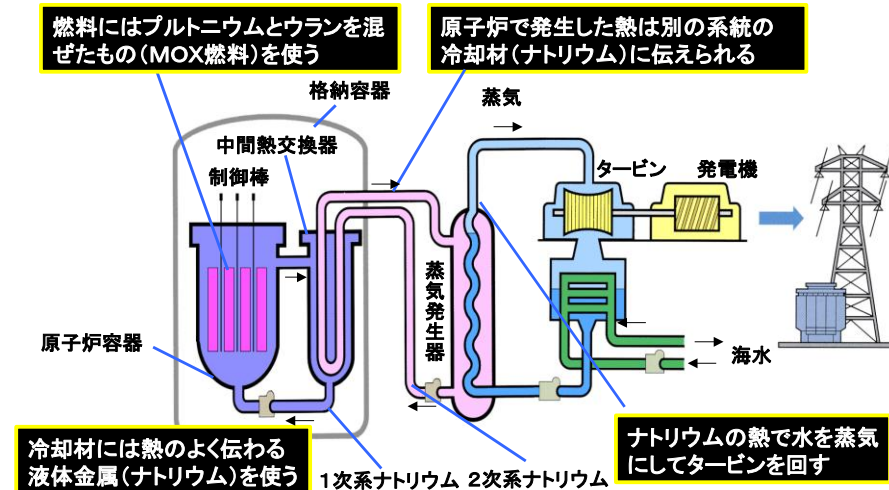 燃料にはプルトニウムとウランを混
ぜたもの(MOX燃料)を使う
原子炉で発生した熱は別の系統の
冷却材(ナトリウム)に伝えられる
格納容器
蒸気
中間熱交換器
タービン
発電機
制御棒
蒸気発生器
原子炉容器
海水
冷却材には熱のよく伝わる
液体金属(ナトリウム)を使う
1次系ナトリウム
2次系ナトリウム
ナトリウムの熱で水を蒸気
にしてタービンを回す